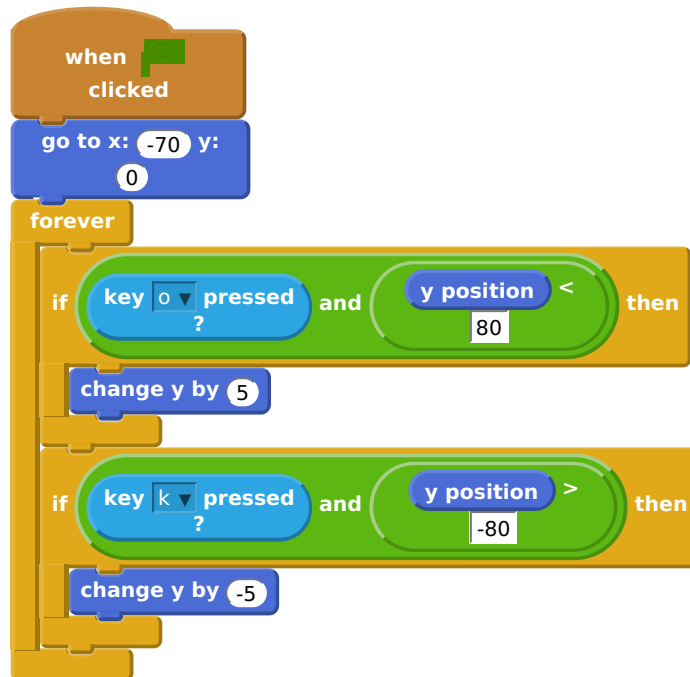 when
clicked
go to x: -70 y:
0
forever
if key o ▼ pressed ? and y position < 80 then
change y by 5
if key k ▼ pressed ? and y position > -80 then
change y by -5